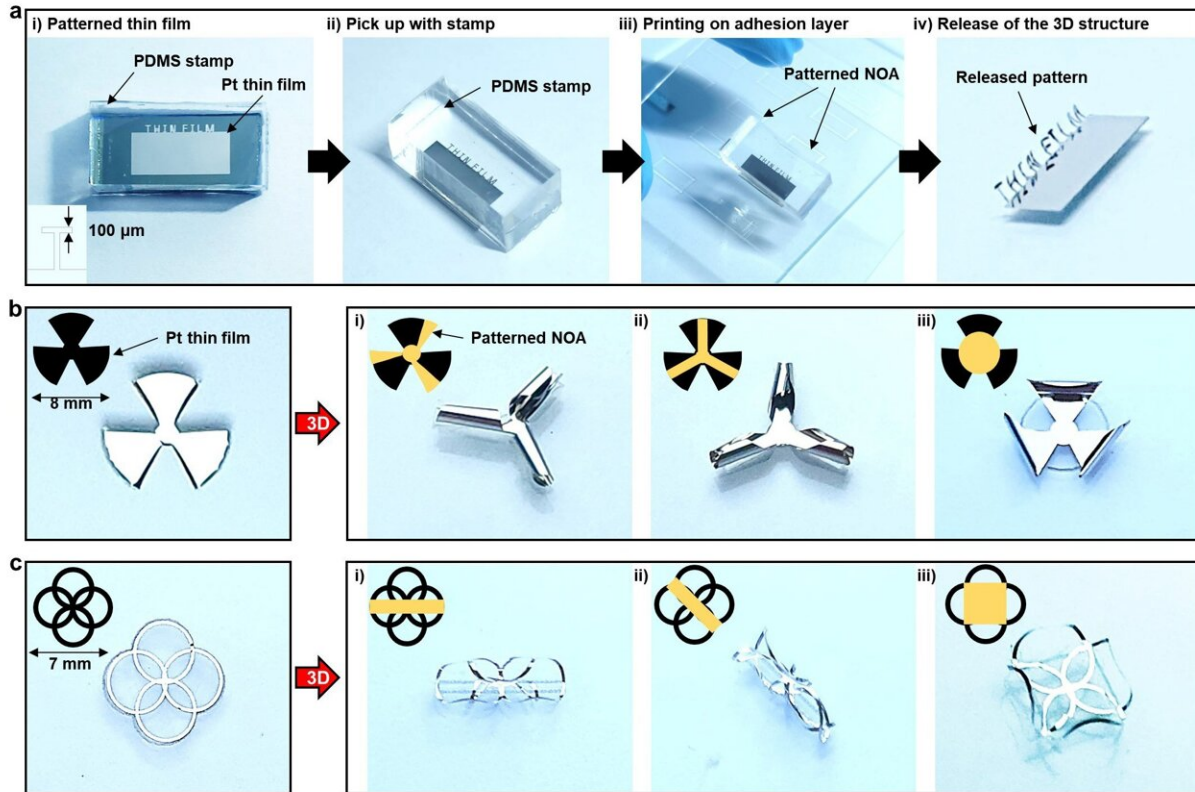 a
i) Patterned thin film
ii) Pick up with stamp
iii) Printing on adhesion layer
iv) Release of the 3D structure
PDMS stamp
Pt thin film
THIN FILM
100 µm
PDMS stamp
THIN FILM
Patterned NOA
THIN FILM
Released pattern
THIN FILM
b
Pt thin film
8 mm
3D
i)
Patterned NOA
ii)
iii)
c
7 mm
3D
i)
ii)
iii)